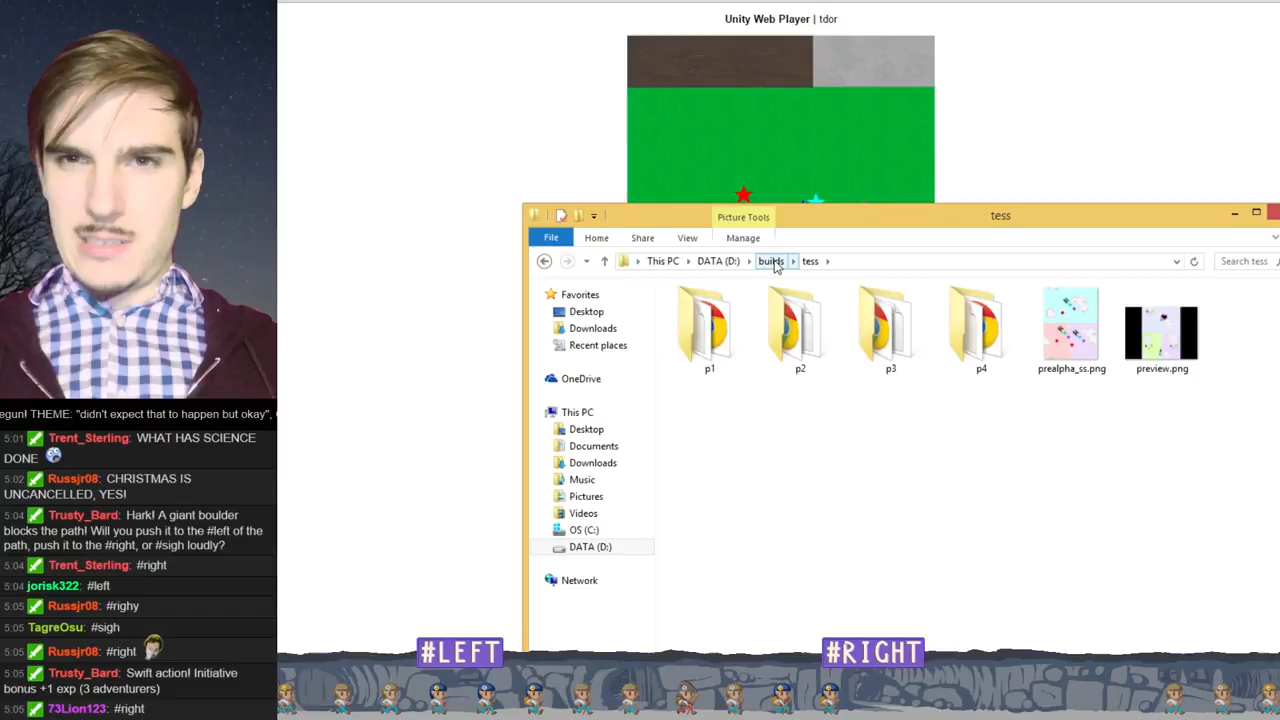 Unity Web Player | tdor
Picture Tools
tess
File
Home
Share
View
Manage
This PC
DATA (D:)
builds
tess
Search tess
Favorites
Desktop
Downloads
Recent places
OneDrive
This PC
Desktop
Documents
Downloads
Music
Pictures
Videos
OS (C:)
DATA (D:)
Network
p1
p2
p3
p4
prealpha_ss.png
preview.png
egun! THEME: "didn't expect that to happen but okay",
5:01 Trent_Sterling: WHAT HAS SCIENCE
DONE
5:02 Russjr08: CHRISTMAS IS
UNCANCELLED, YES!
5:04 Trusty_Bard: Hark! A giant boulder
blocks the path! Will you push it to the #left of the
path, push it to the #right, or #sigh loudly?
5:04 Trent_Sterling: #right
5:04 jorisk322: #left
5:05 Russjr08: #righy
5:05 TagreOsu: #sigh
5:05 Russjr08: #right
5:05 Trusty_Bard: Swift action! Initiative
bonus +1 exp (3 adventurers)
5:05 73Lion123: #right
#LEFT
#RIGHT